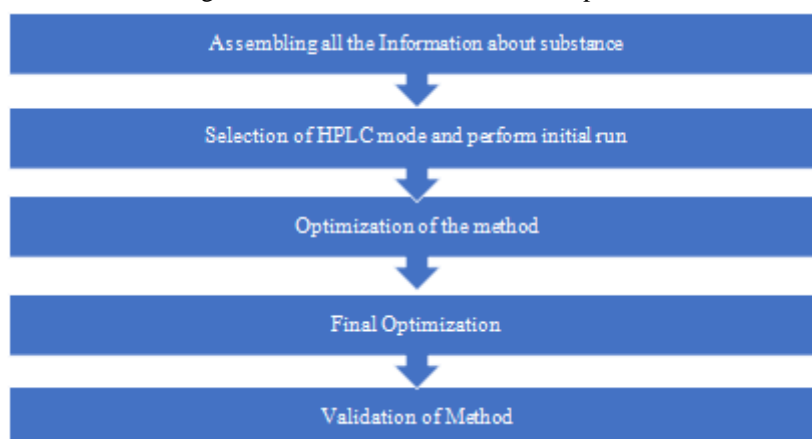 Assembling all the Information about substance
Selection of HPLC mode and perform initial run
Optimization of the method
Final Optimization
Validation of Method